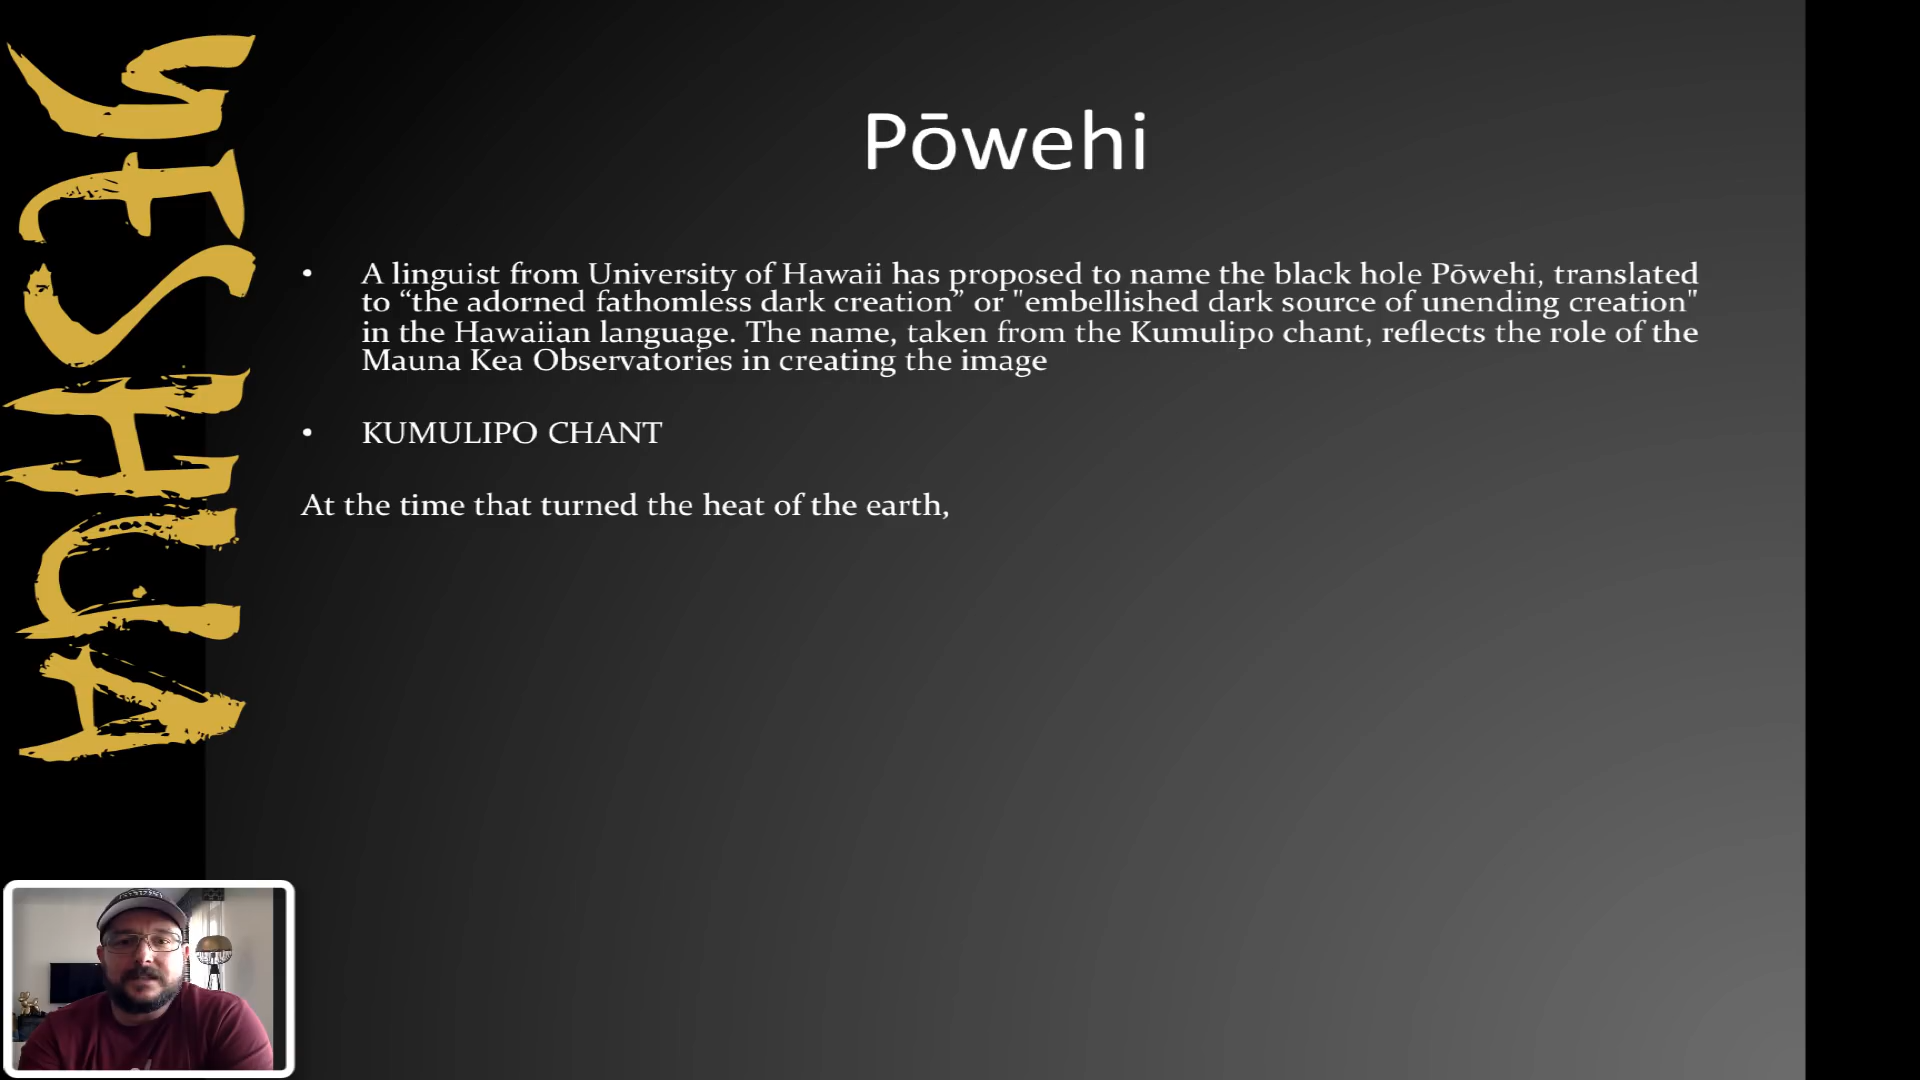 YESHUA
Pōwehi
• A linguist from University of Hawaii has proposed to name the black hole Pōwehi, translated
to “the adorned fathomless dark creation” or "embellished dark source of unending creation"
in the Hawaiian language. The name, taken from the Kumulipo chant, reflects the role of the
Mauna Kea Observatories in creating the image
• KUMULIPO CHANT
At the time that turned the heat of the earth,